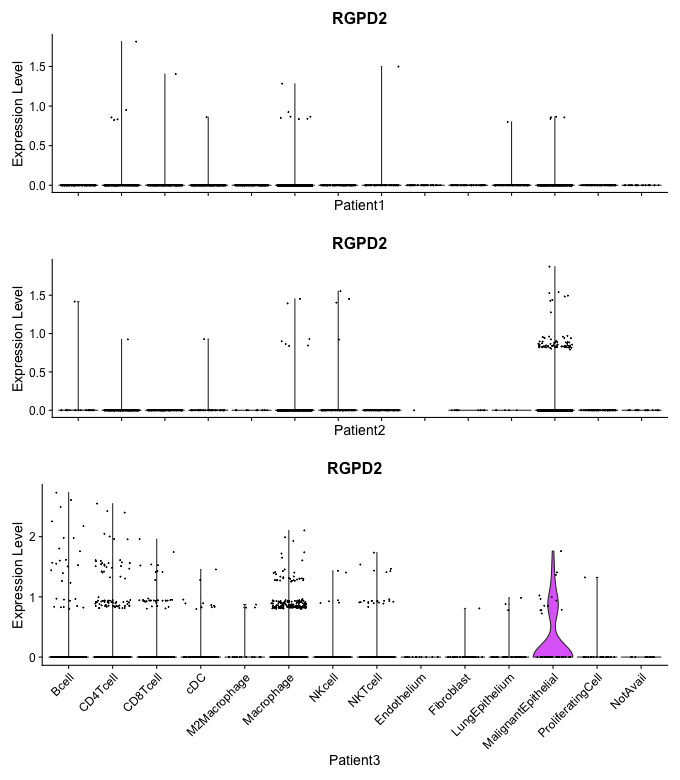 RGPD2
Expression Level
1.5
1.0
0.5
0.0
Patient1
RGPD2
Expression Level
1.5
1.0
0.5
0.0
Patient2
RGPD2
Expression Level
2
1
0
Bcell
CD4Tcell
CD8Tcell
cDC
M2Macrophage
Macrophage
NKcell
NKTcell
Endothelium
Fibroblast
LungEpithelium
MalignantEpithelial
ProliferatingCell
NotAvail
Patient3